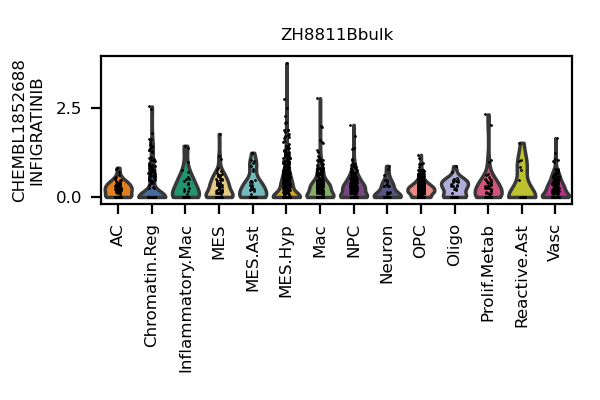 ZH8811Bbulk
CHEMBL1852688
INFIGRATINIB
2.5
0.0
AC
Chromatin.Reg
Inflammatory.Mac
MES
MES.Ast
MES.Hyp
Mac
NPC
Neuron
OPC
Oligo
Prolif.Metab
Reactive.Ast
Vasc